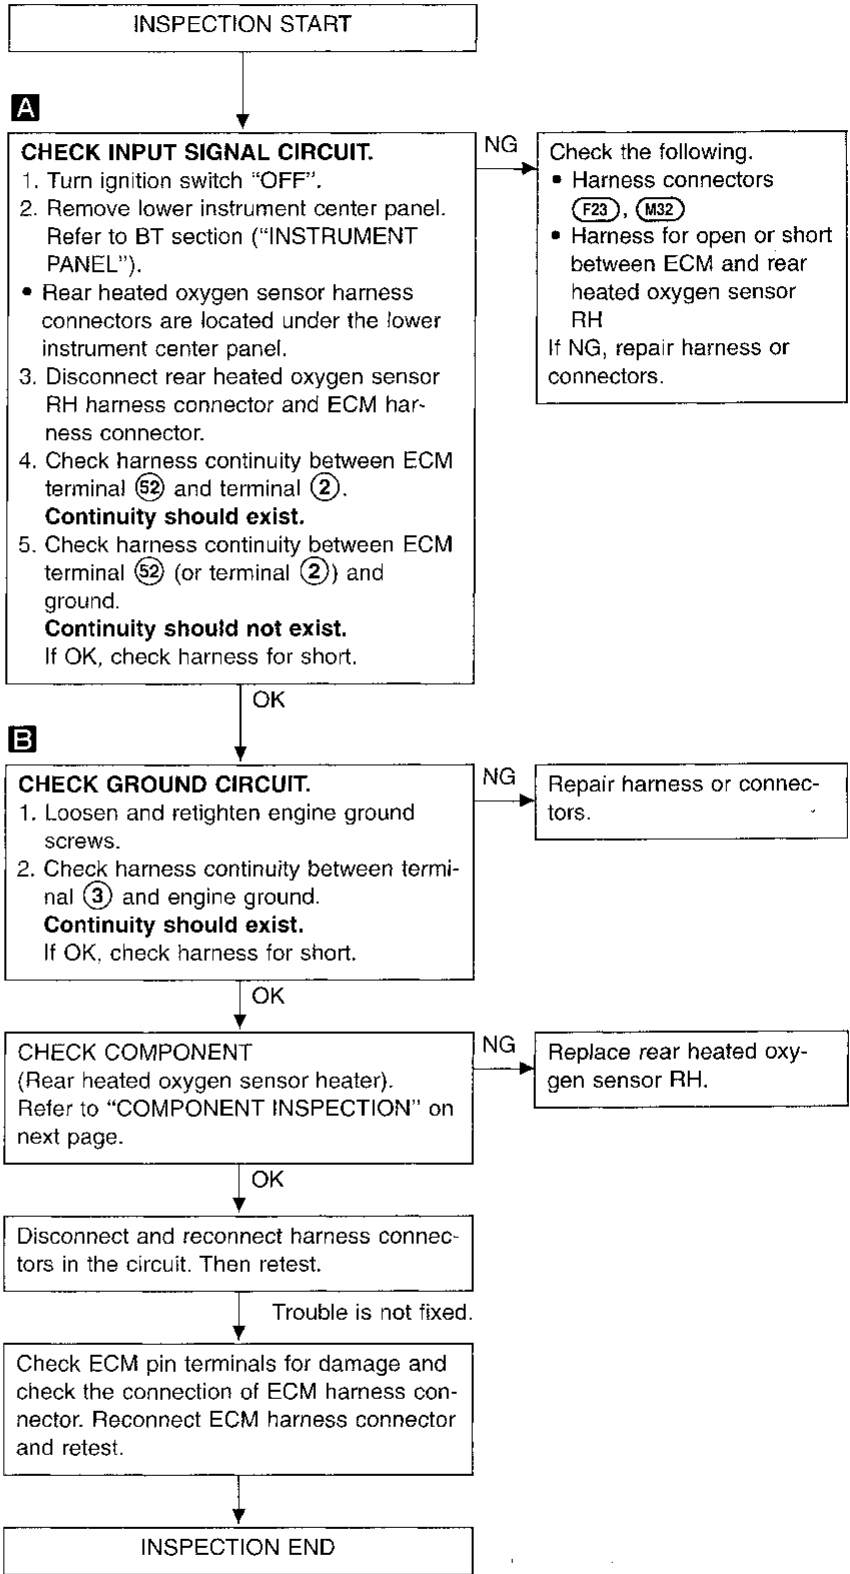 INSPECTION START
A
CHECK INPUT SIGNAL CIRCUIT.
1. Turn ignition switch “OFF”.
2. Remove lower instrument center panel.
Refer to BT section (“INSTRUMENT
PANEL”).
• Rear heated oxygen sensor harness
connectors are located under the lower
instrument center panel.
3. Disconnect rear heated oxygen sensor
RH harness connector and ECM har-
ness connector.
4. Check harness continuity between ECM
terminal 52 and terminal 2.
Continuity should exist.
5. Check harness continuity between ECM
terminal 52 (or terminal 2) and
ground.
Continuity should not exist.
If OK, check harness for short.
NG
Check the following.
• Harness connectors
F23, M32
• Harness for open or short
between ECM and rear
heated oxygen sensor
RH
If NG, repair harness or
connectors.
OK
B
CHECK GROUND CIRCUIT.
1. Loosen and retighten engine ground
screws.
2. Check harness continuity between termi-
nal 3 and engine ground.
Continuity should exist.
If OK, check harness for short.
NG
Repair harness or connec-
tors.
OK
CHECK COMPONENT
(Rear heated oxygen sensor heater).
Refer to “COMPONENT INSPECTION” on
next page.
NG
Replace rear heated oxy-
gen sensor RH.
OK
Disconnect and reconnect harness connec-
tors in the circuit. Then retest.
Trouble is not fixed.
Check ECM pin terminals for damage and
check the connection of ECM harness con-
nector. Reconnect ECM harness connector
and retest.
INSPECTION END